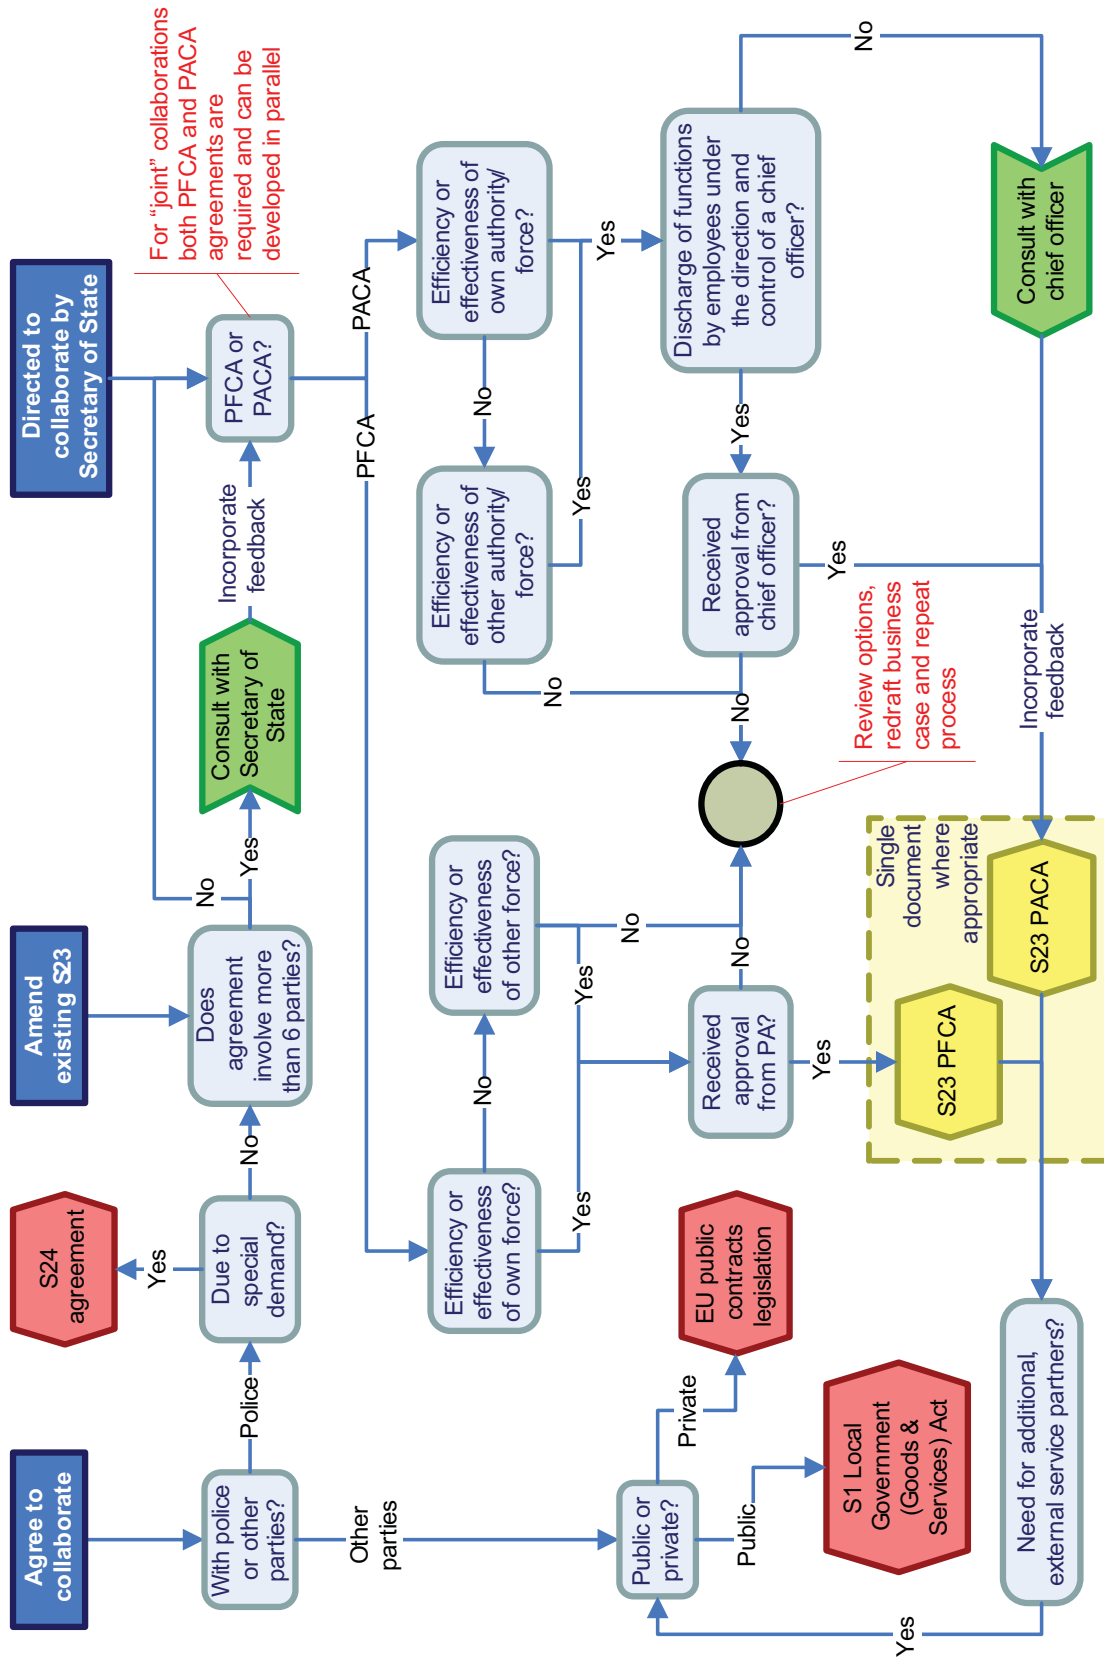 Agree to
collaborate
Amend
existing S23
Directed to
collaborate by
Secretary of State
S24
agreement
Yes
With police
or other
parties?
Police
Due to
special
demand?
No
Does
agreement
involve more
than 6 parties?
No
Yes
Consult with
Secretary of
State
Incorporate
feedback
PFCA or
PACA?
For “joint” collaborations
both PFCA and PACA
agreements are
required and can be
developed in parallel
Other
parties
PFCA
PACA
Efficiency or
effectiveness
of own force?
No
Efficiency or
effectiveness
of other force?
Yes
Yes
No
Efficiency or
effectiveness of
other authority/
force?
No
Efficiency or
effectiveness of
own authority/
force?
No
Yes
Yes
Public or
private?
Private
EU public
contracts
legislation
Public
S1 Local
Government
(Goods &
Services) Act
Received
approval
from PA?
No
Yes
No
Received
approval from
chief officer?
Yes
Discharge of functions
by employees under
the direction and
control of a chief
officer?
No
Yes
Review options,
redraft business
case and repeat
process
Single
document
where
appropriate
S23 PFCA
S23 PACA
Incorporate
feedback
Consult with
chief officer
Need for additional,
external service partners?
Yes